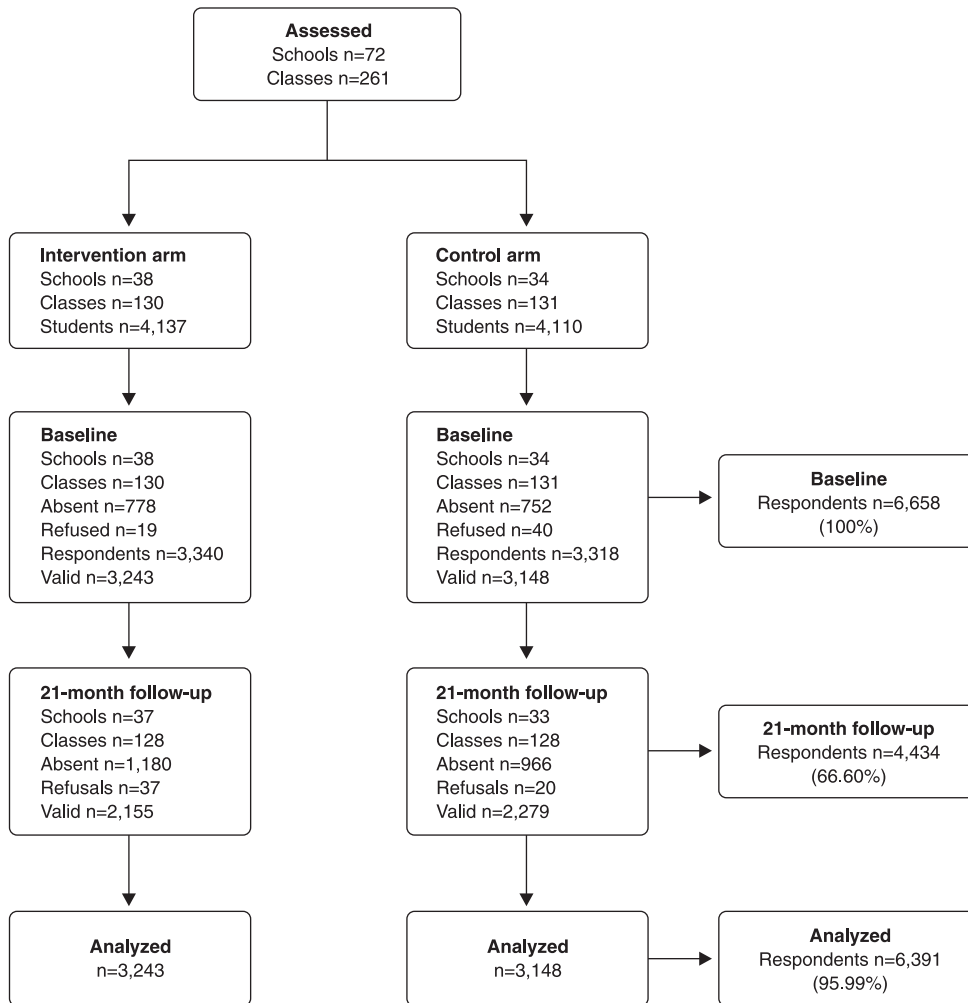 Assessed
Schools n=72
Classes n=261
Intervention arm
Schools n=38
Classes n=130
Students n=4,137
Control arm
Schools n=34
Classes n=131
Students n=4,110
Baseline
Schools n=38
Classes n=130
Absent n=778
Refused n=19
Respondents n=3,340
Valid n=3,243
Baseline
Schools n=34
Classes n=131
Absent n=752
Refused n=40
Respondents n=3,318
Valid n=3,148
Baseline
Respondents n=6,658
(100%)
21-month follow-up
Schools n=37
Classes n=128
Absent n=1,180
Refusals n=37
Valid n=2,155
21-month follow-up
Schools n=33
Classes n=128
Absent n=966
Refusals n=20
Valid n=2,279
21-month follow-up
Respondents n=4,434
(66.60%)
Analyzed
n=3,243
Analyzed
n=3,148
Analyzed
Respondents n=6,391
(95.99%)